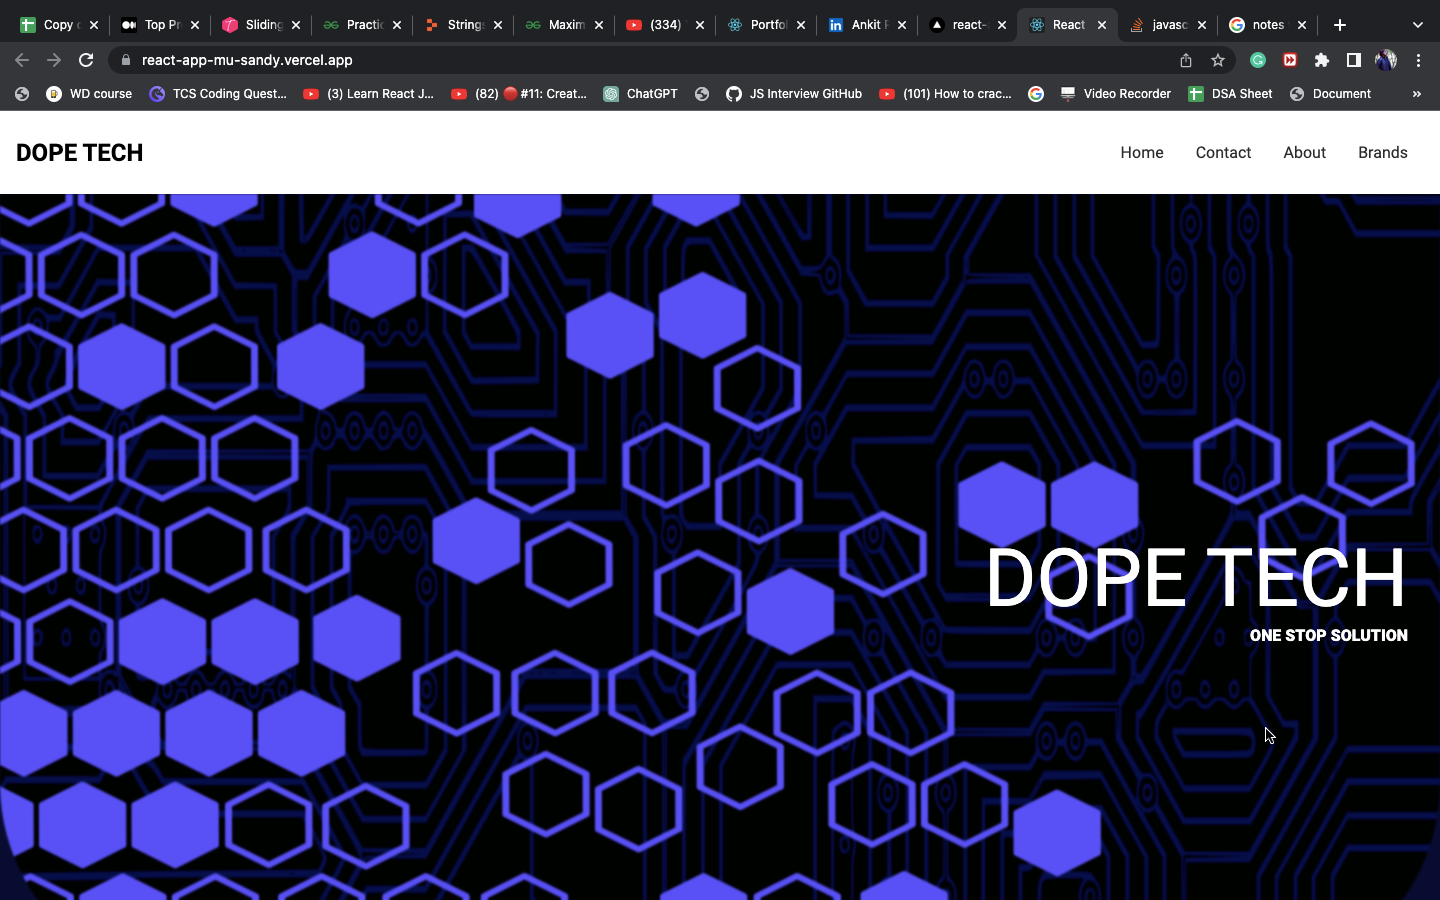 Copy
Top Pr
Sliding
Practic
String
Maxim
(334)
Portfol
Ankit
react-
React
javasc
notes
react-app-mu-sandy.vercel.app
WD course
TCS Coding Quest...
(3) Learn React J...
(82) 🔴 #11: Creat...
ChatGPT
JS Interview GitHub
(101) How to crac...
Video Recorder
DSA Sheet
Document
»
DOPE TECH
Home
Contact
About
Brands
DOPE TECH
ONE STOP SOLUTION